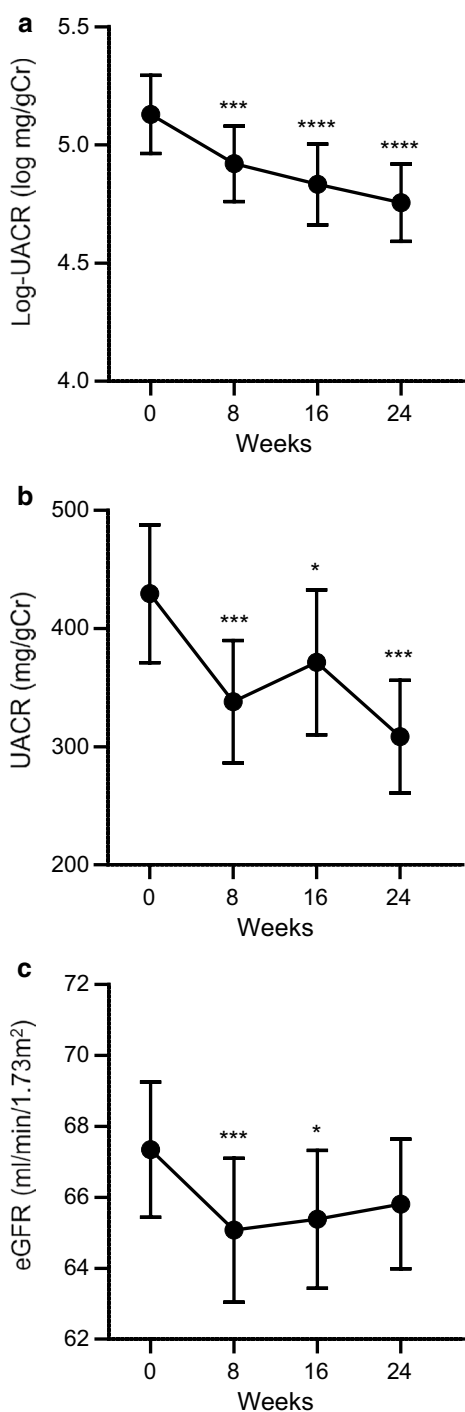 a
Log-UACR (log mg/gCr)
5.5
5.0
4.5
4.0
***
****
****
0 8 16 24
Weeks
b
UACR (mg/gCr)
500
400
300
200
***
*
***
0 8 16 24
Weeks
c
eGFR (ml/min/1.73m²)
72
70
68
66
64
62
***
*
0 8 16 24
Weeks